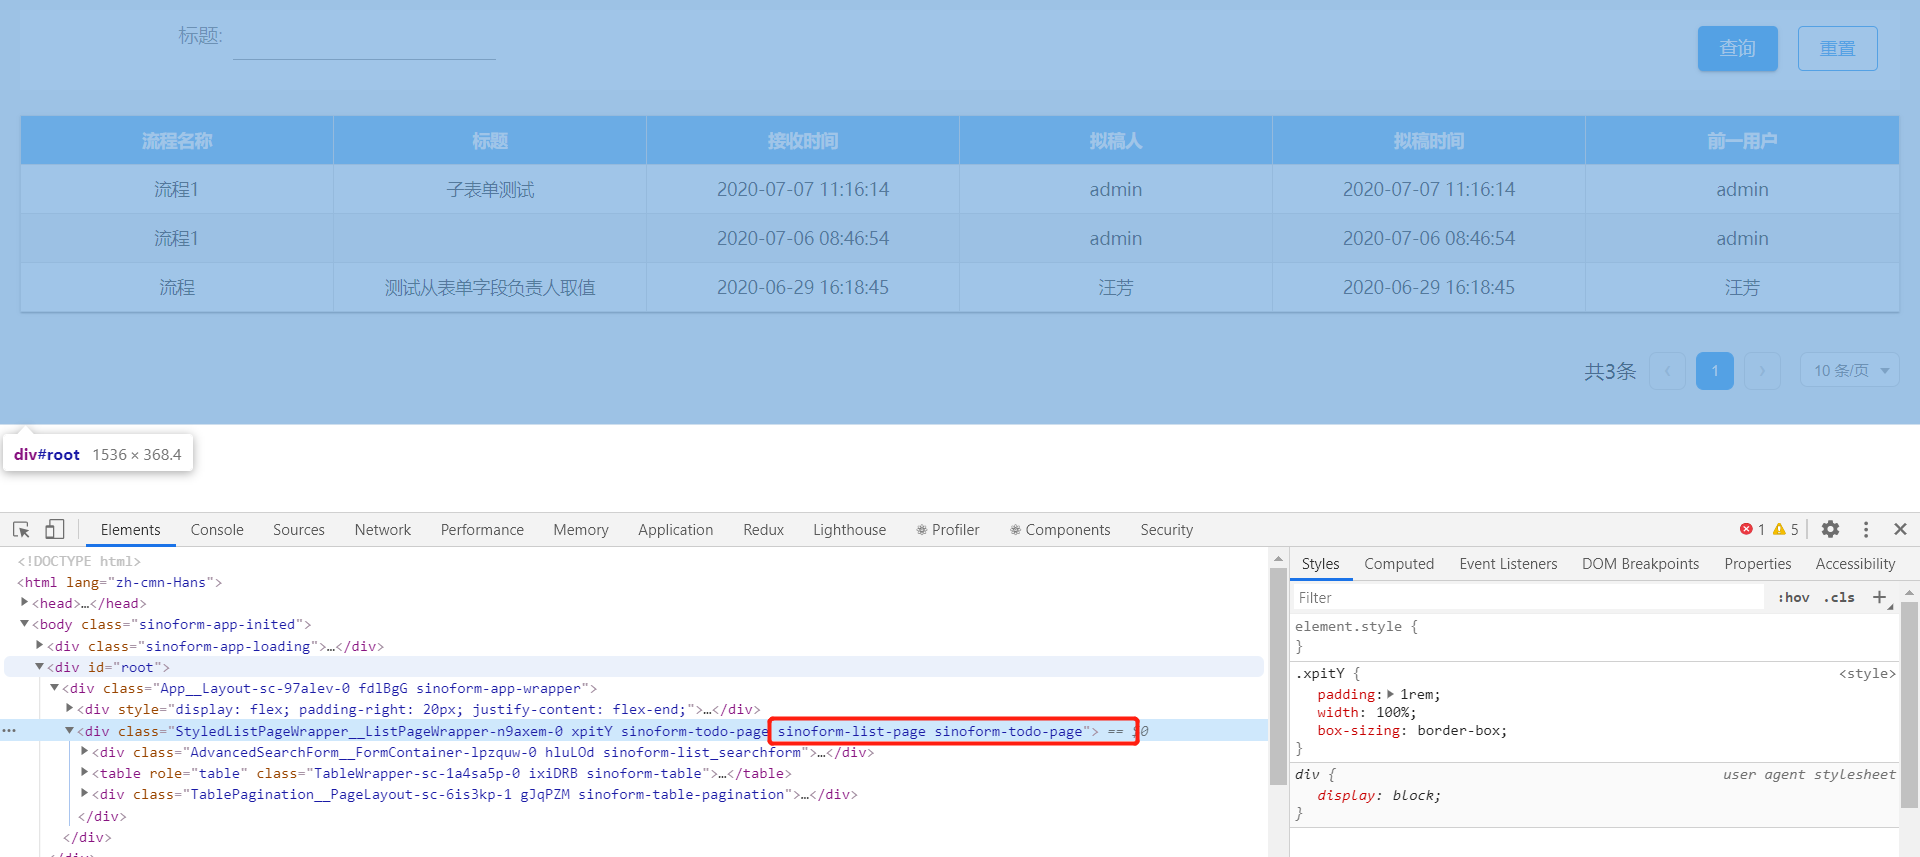 标题:
查询 重置
流程名称 标题 接收时间 拟稿人 拟稿时间 前一用户
流程1 子表单测试 2020-07-07 11:16:14 admin 2020-07-07 11:16:14 admin
流程1 2020-07-06 08:46:54 admin 2020-07-06 08:46:54 admin
流程 测试从表单字段负责人取值 2020-06-29 16:18:45 汪芳 2020-06-29 16:18:45 汪芳
共3条 1 10 条/页
div#root 1536 × 368.4
Elements Console Sources Network Performance Memory Application Redux Lighthouse Profiler Components Security 1 5
<!DOCTYPE html>
<html lang="zh-cmn-Hans">
<head>…</head>
<body class="sinoform-app-inited">
<div class="sinoform-app-loading">…</div>
<div id="root">
<div class="App__Layout-sc-97alev-0 fdlBgG sinoform-app-wrapper">
<div style="display: flex; padding-right: 20px; justify-content: flex-end;">…</div>
<div class="StyledListPageWrapper__ListPageWrapper-n9axem-0 xpitY sinoform-todo-page sinoform-list-page sinoform-todo-page"> == $0
<div class="AdvancedSearchForm__FormContainer-lpzquw-0 hluLOd sinoform-list_searchform">…</div>
<table role="table" class="TableWrapper-sc-1a4sa5p-0 ixiDRB sinoform-table">…</table>
<div class="TablePagination__PageLayout-sc-6is3kp-1 gJqPZM sinoform-table-pagination">…</div>
</div>
</div>
</div>
Styles Computed Event Listeners DOM Breakpoints Properties Accessibility
Filter :hov .cls +
element.style {
}
.xpitY { <style>
padding: 1rem;
width: 100%;
box-sizing: border-box;
}
div { user agent stylesheet
display: block;
}